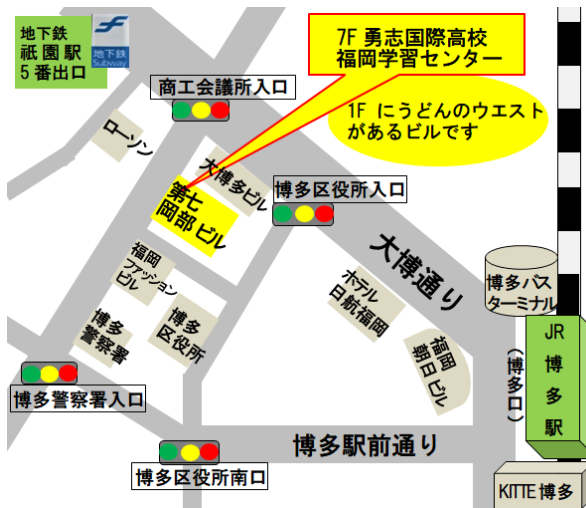 地下鉄
祇園駅
5番出口
地下鉄
Subway
7F 勇志国際高校
福岡学習センター
1F にうどんのウエスト
があるビルです
商工会議所入口
ローソン
大博多ビル
博多区役所入口
第七
岡部ビル
大博通り
福岡
ファッション
ビル
博多
区役所
博多
警察署
ホテル
日航福岡
福岡
朝日ビル
博多バス
ターミナル
JR
博
多
駅
(博多口)
博多警察署入口
博多駅前通り
博多区役所南口
KITTE博多